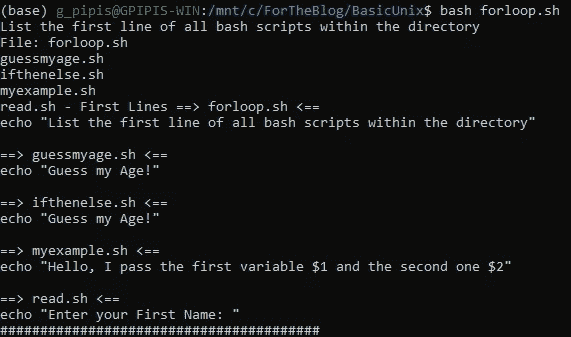 (base) g_pipis@GPIPIS-WIN:/mnt/c/ForTheBlog/BasicUnix$ bash forloop.sh
List the first line of all bash scripts within the directory
File: forloop.sh
guessmyage.sh
ifthenelse.sh
myexample.sh
read.sh - First Lines ==> forloop.sh <==
echo "List the first line of all bash scripts within the directory"

==> guessmyage.sh <==
echo "Guess my Age!"

==> ifthenelse.sh <==
echo "Guess my Age!"

==> myexample.sh <==
echo "Hello, I pass the first variable $1 and the second one $2"

==> read.sh <==
echo "Enter your First Name: "
########################################